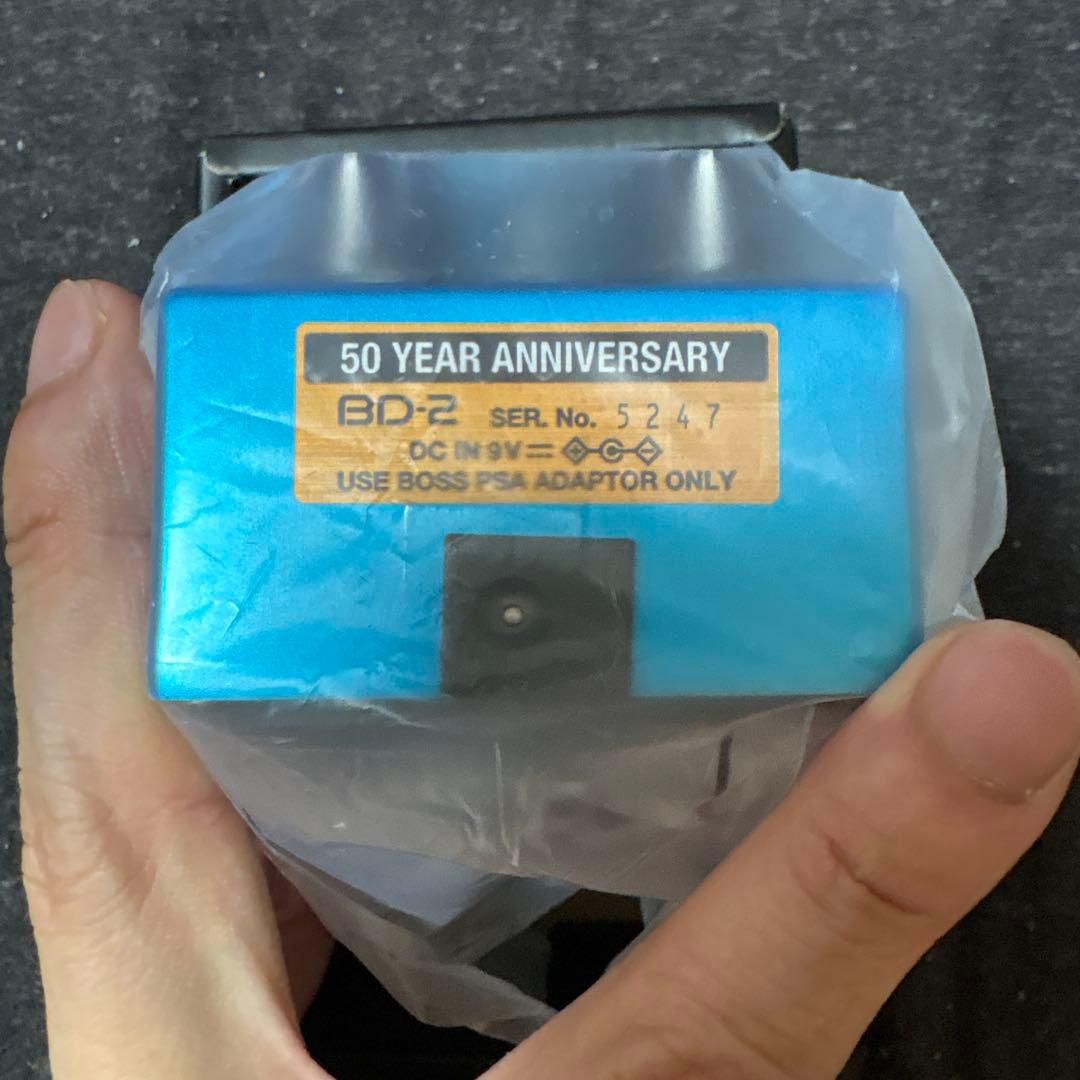 50 YEAR ANNIVERSARY
BD-2 SER. No. 5247
DC IN 9V
USE BOSS PSA ADAPTOR ONLY